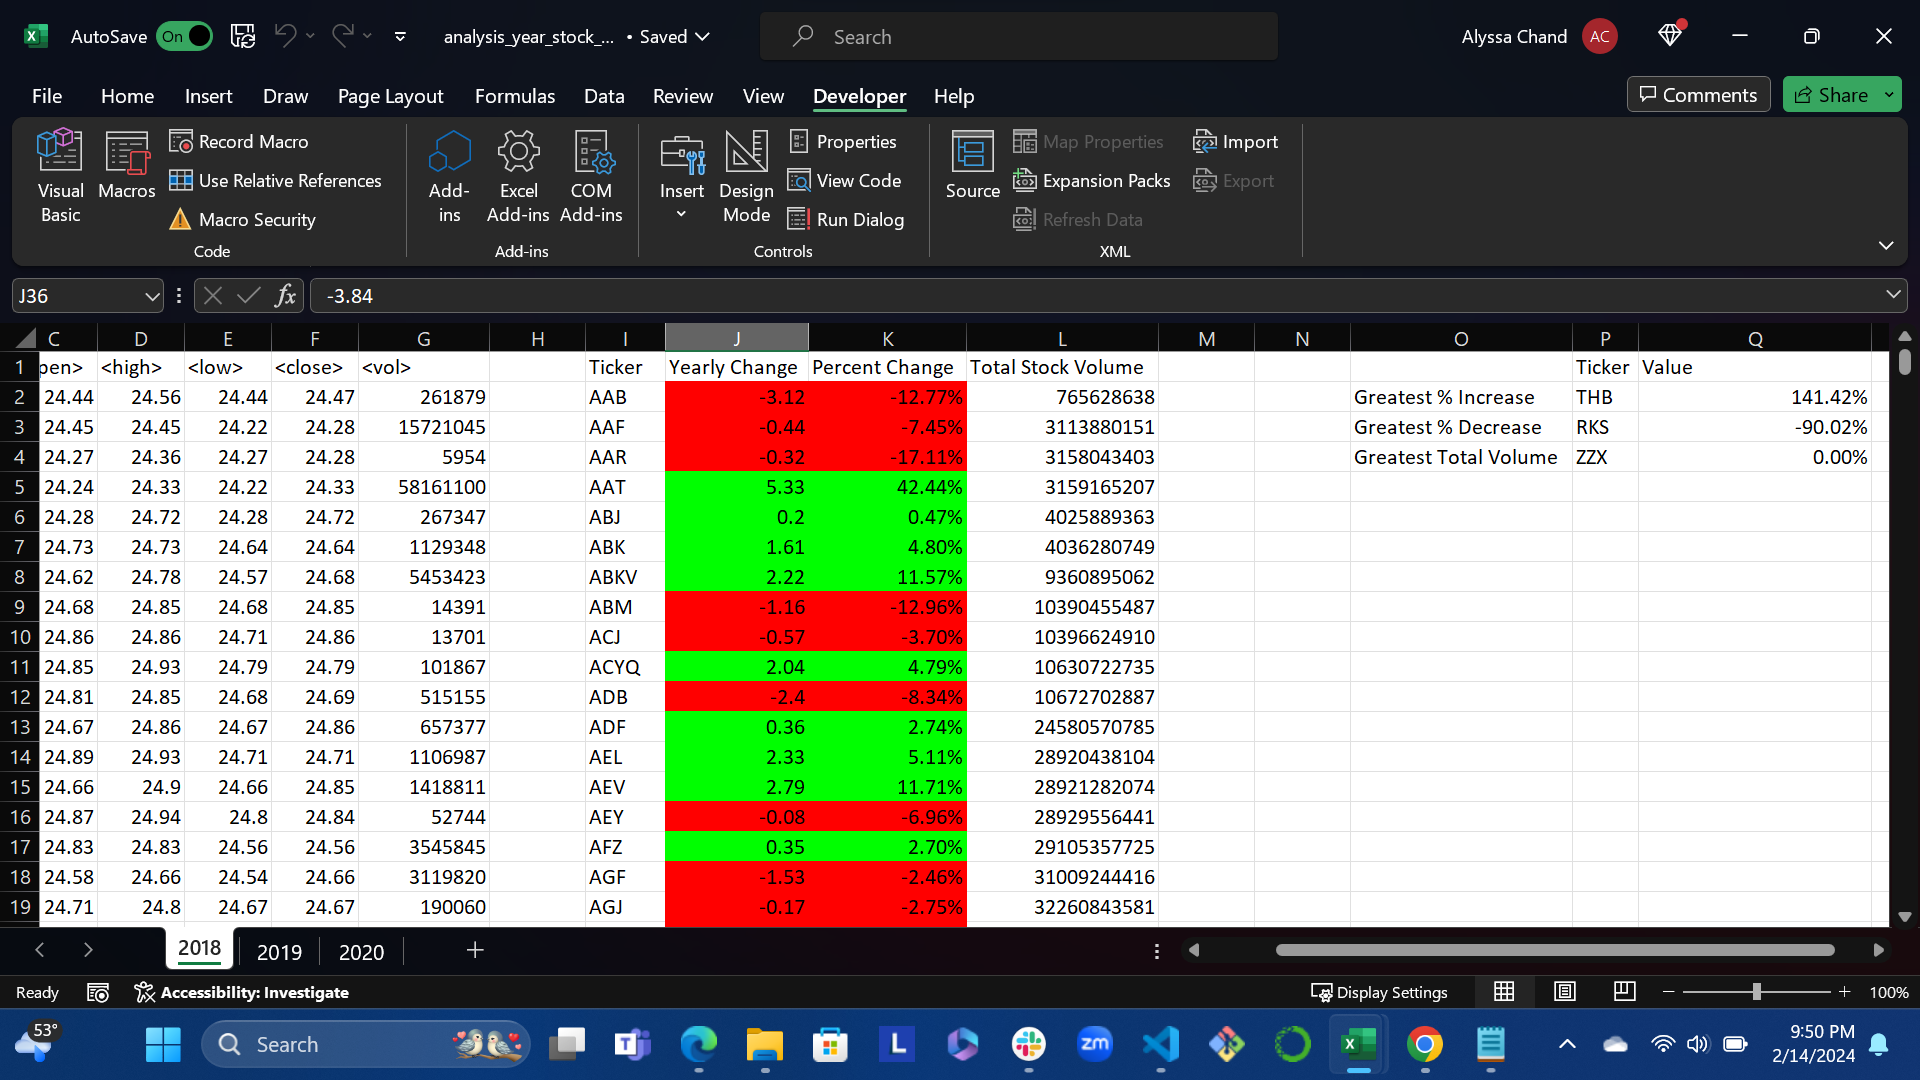 AutoSave On analysis_year_stock_... • Saved Search Alyssa Chand AC
File Home Insert Draw Page Layout Formulas Data Review View Developer Help Comments Share
Visual Basic Macros Record Macro Use Relative References Macro Security Code
Add-ins Excel Add-ins COM Add-ins Add-ins
Insert Design Mode Properties View Code Run Dialog Controls
Source Map Properties Expansion Packs Refresh Data Import Export XML
J36 fx -3.84
C D E F G H I J K L M N O P Q
1 pen> <high> <low> <close> <vol> Ticker Yearly Change Percent Change Total Stock Volume Ticker Value
2 24.44 24.56 24.44 24.47 261879 AAB -3.12 -12.77% 765628638 Greatest % Increase THB 141.42%
3 24.45 24.45 24.22 24.28 15721045 AAF -0.44 -7.45% 3113880151 Greatest % Decrease RKS -90.02%
4 24.27 24.36 24.27 24.28 5954 AAR -0.32 -17.11% 3158043403 Greatest Total Volume ZZX 0.00%
5 24.24 24.33 24.22 24.33 58161100 AAT 5.33 42.44% 3159165207
6 24.28 24.72 24.28 24.72 267347 ABJ 0.2 0.47% 4025889363
7 24.73 24.73 24.64 24.64 1129348 ABK 1.61 4.80% 4036280749
8 24.62 24.78 24.57 24.68 5453423 ABKV 2.22 11.57% 9360895062
9 24.68 24.85 24.68 24.85 14391 ABM -1.16 -12.96% 10390455487
10 24.86 24.86 24.71 24.86 13701 ACJ -0.57 -3.70% 10396624910
11 24.85 24.93 24.79 24.79 101867 ACYQ 2.04 4.79% 10630722735
12 24.81 24.85 24.68 24.69 515155 ADB -2.4 -8.34% 10672702887
13 24.67 24.86 24.67 24.86 657377 ADF 0.36 2.74% 24580570785
14 24.89 24.93 24.71 24.71 1106987 AEL 2.33 5.11% 28920438104
15 24.66 24.9 24.66 24.85 1418811 AEV 2.79 11.71% 28921282074
16 24.87 24.94 24.8 24.84 52744 AEY -0.08 -6.96% 28929556441
17 24.83 24.83 24.56 24.56 3545845 AFZ 0.35 2.70% 29105357725
18 24.58 24.66 24.54 24.66 3119820 AGF -1.53 -2.46% 31009244416
19 24.71 24.8 24.67 24.67 190060 AGJ -0.17 -2.75% 32260843581
2018 2019 2020
Ready Accessibility: Investigate Display Settings 100%
53° Search L zm 9:50 PM
2/14/2024